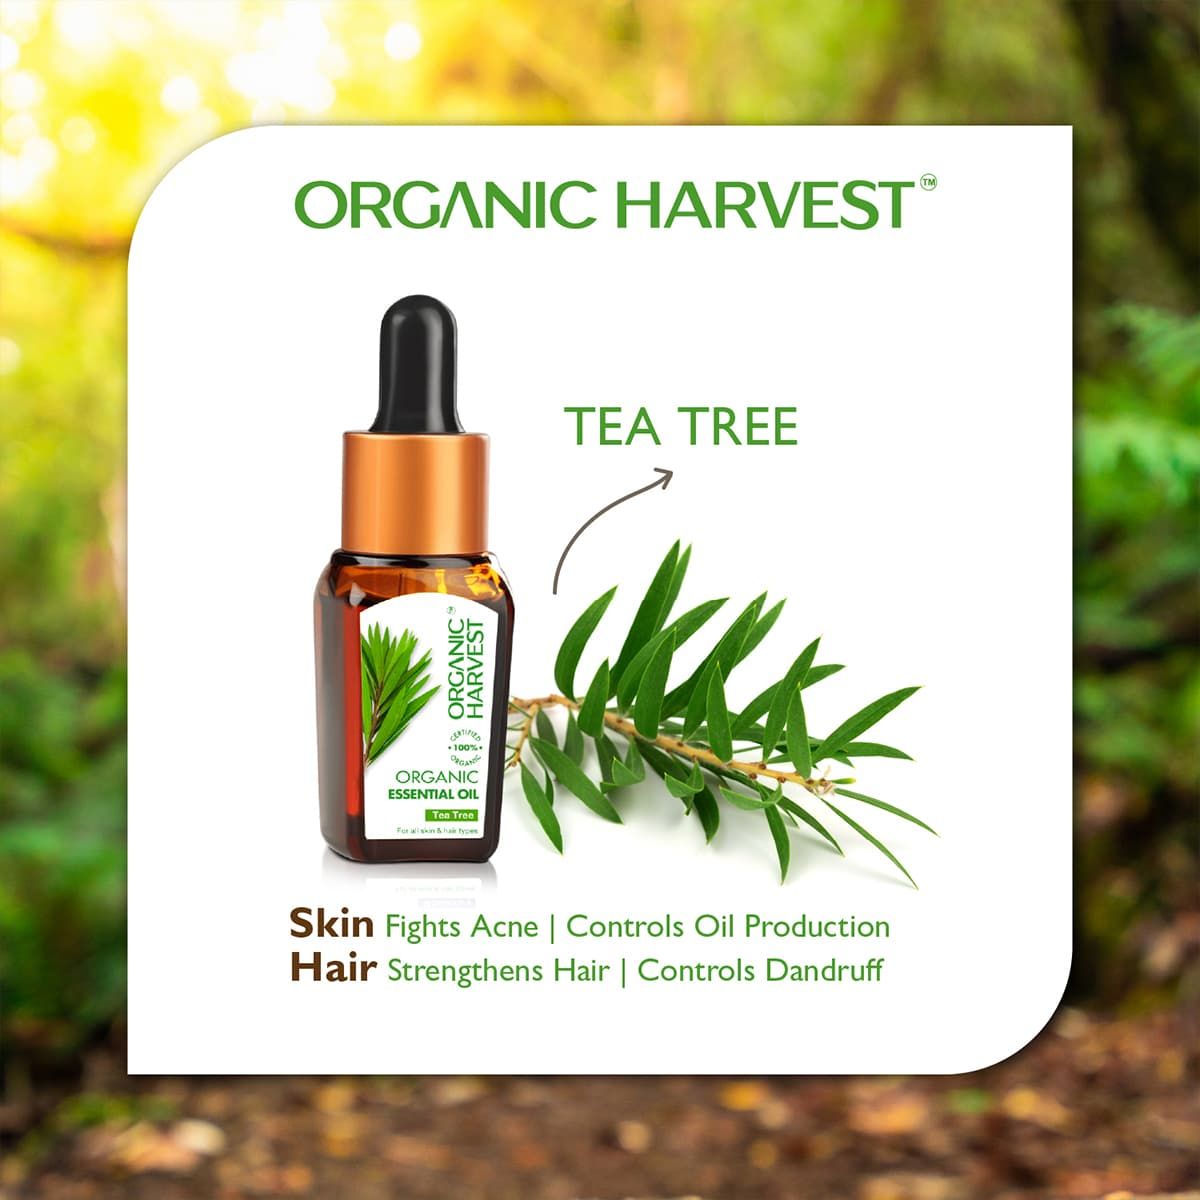 ORGANIC HARVEST™
TEA TREE
ORGANIC
HARVEST
CERTIFIED
100%
ORGANIC
ORGANIC
ESSENTIAL OIL
Tea Tree
For all skin & hair types
Skin Fights Acne | Controls Oil Production
Hair Strengthens Hair | Controls Dandruff